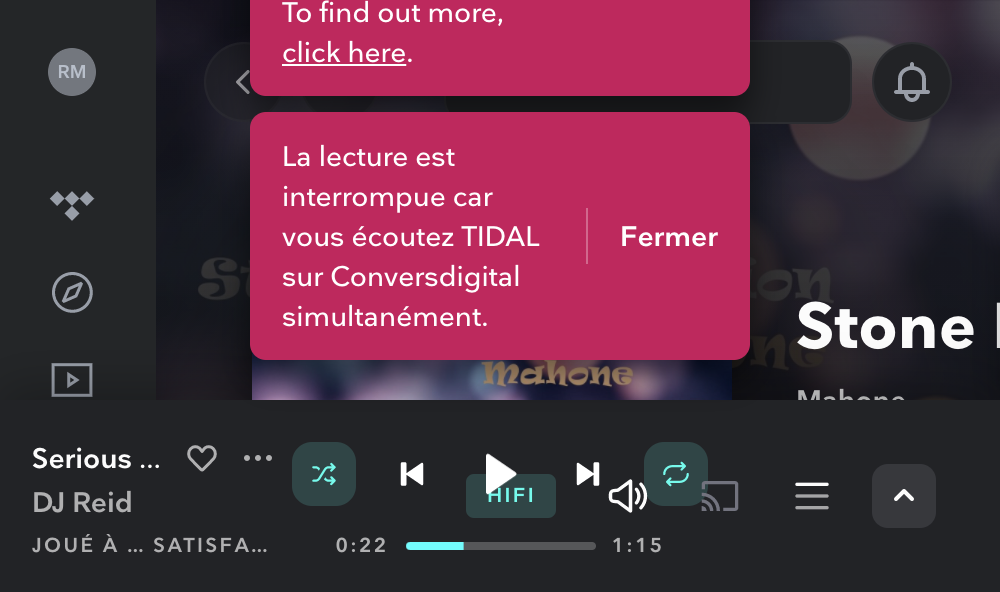 To find out more,
click here.
RM
La lecture est
interrompue car
vous écoutez TIDAL
sur Conversdigital
simultanément.
Fermer
Stone
Mahone
mahone
Serious ...
DJ Reid
HIFI
JOUÉ À ... SATISFA...
0:22
1:15